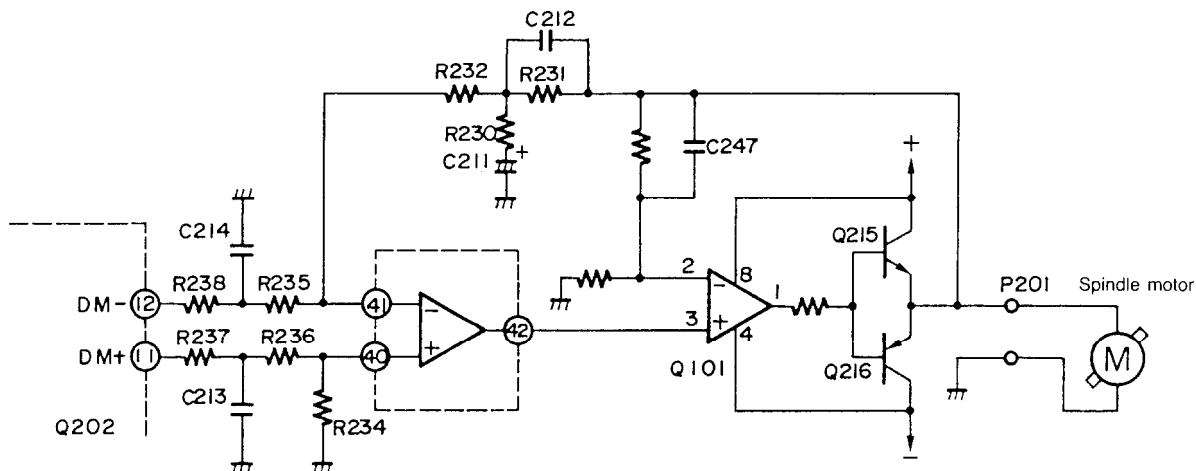 C212
R232
R231
R230
C211
+
C247
+
C214
Q215
R238
R235
2
8
P201
Spindle motor
DM-
12
41
-
-
1
R237
R236
42
3
+
4
M
DM+
11
40
+
Q101
Q216
C213
R234
Q202
-